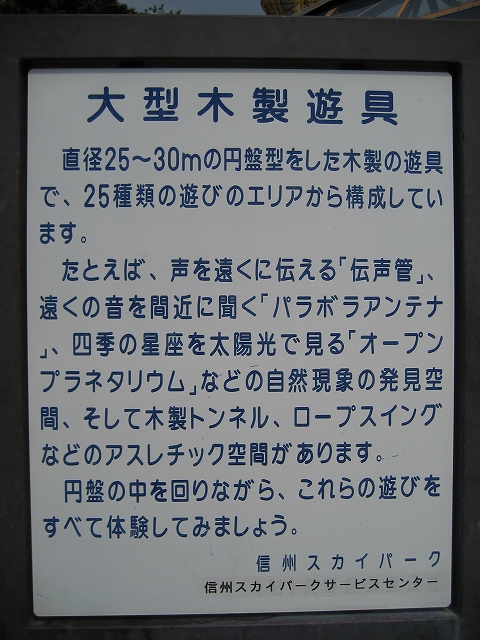 大型木製遊具
直径25〜30mの円盤型をした木製の遊具
で、25種類の遊びのエリアから構成してい
ます。
たとえば、声を遠くに伝える「伝声管」、
遠くの音を間近に聞く「パラボラアンテナ
」、四季の星座を太陽光で見る「オープン
プラネタリウム」などの自然現象の発見空
間、そして木製トンネル、ロープスイング
などのアスレチック空間があります。
円盤の中を回りながら、これらの遊びを
すべて体験してみましょう。
信州スカイパーク
信州スカイパークサービスセンター